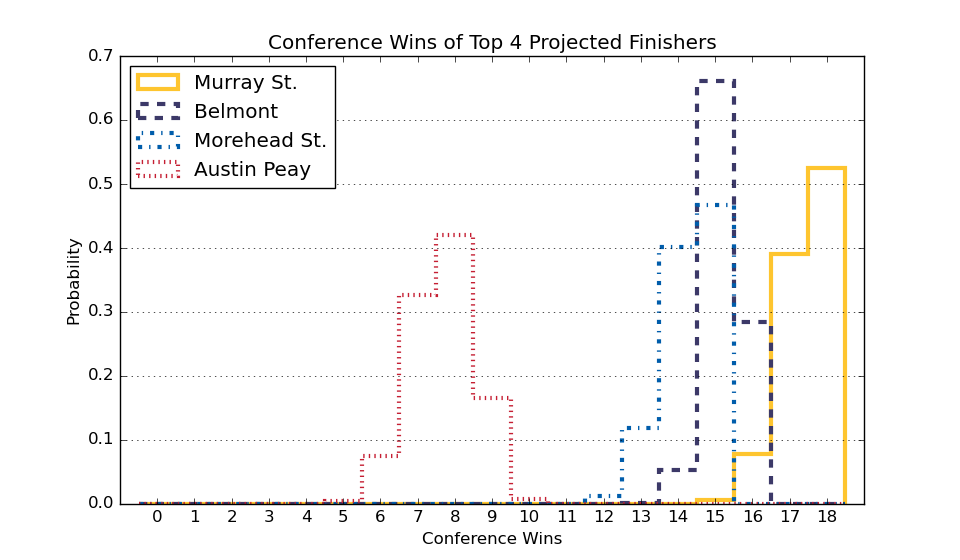 Conference Wins of Top 4 Projected Finishers
0.7
0.6
0.5
0.4
0.3
0.2
0.1
0.0
Probability
Murray St.
Belmont
Morehead St.
Austin Peay
0 1 2 3 4 5 6 7 8 9 10 11 12 13 14 15 16 17 18
Conference Wins